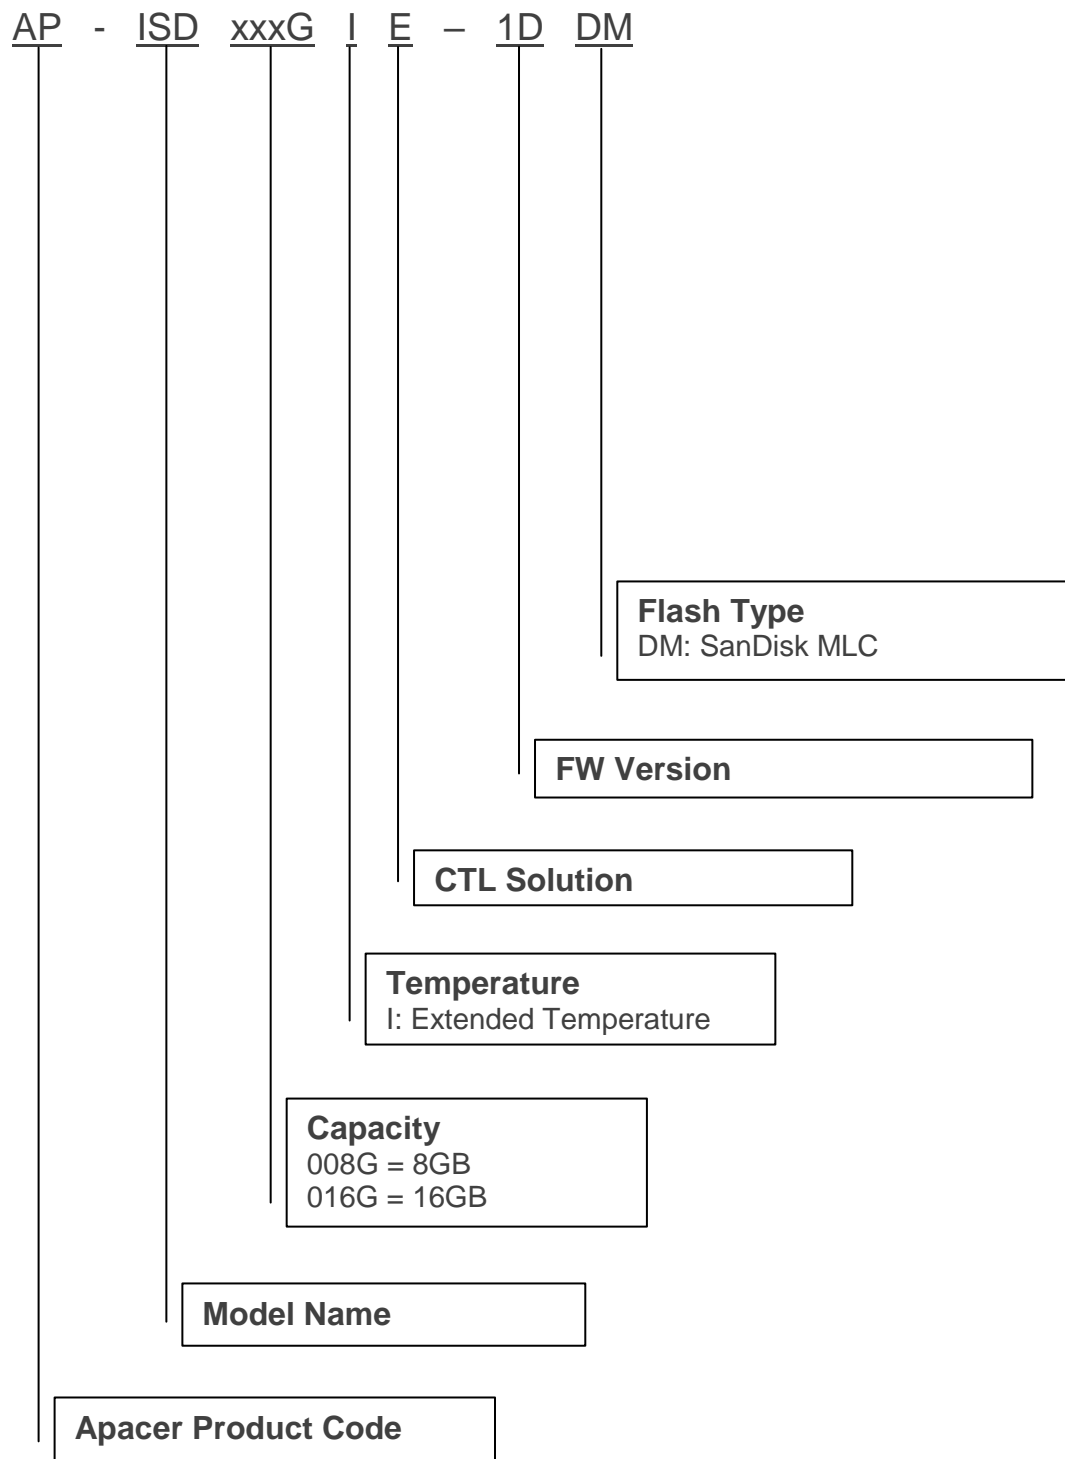 AP - ISD xxxG I E – 1D DM
Flash Type
DM: SanDisk MLC
FW Version
CTL Solution
Temperature
I: Extended Temperature
Capacity
008G = 8GB
016G = 16GB
Model Name
Apacer Product Code